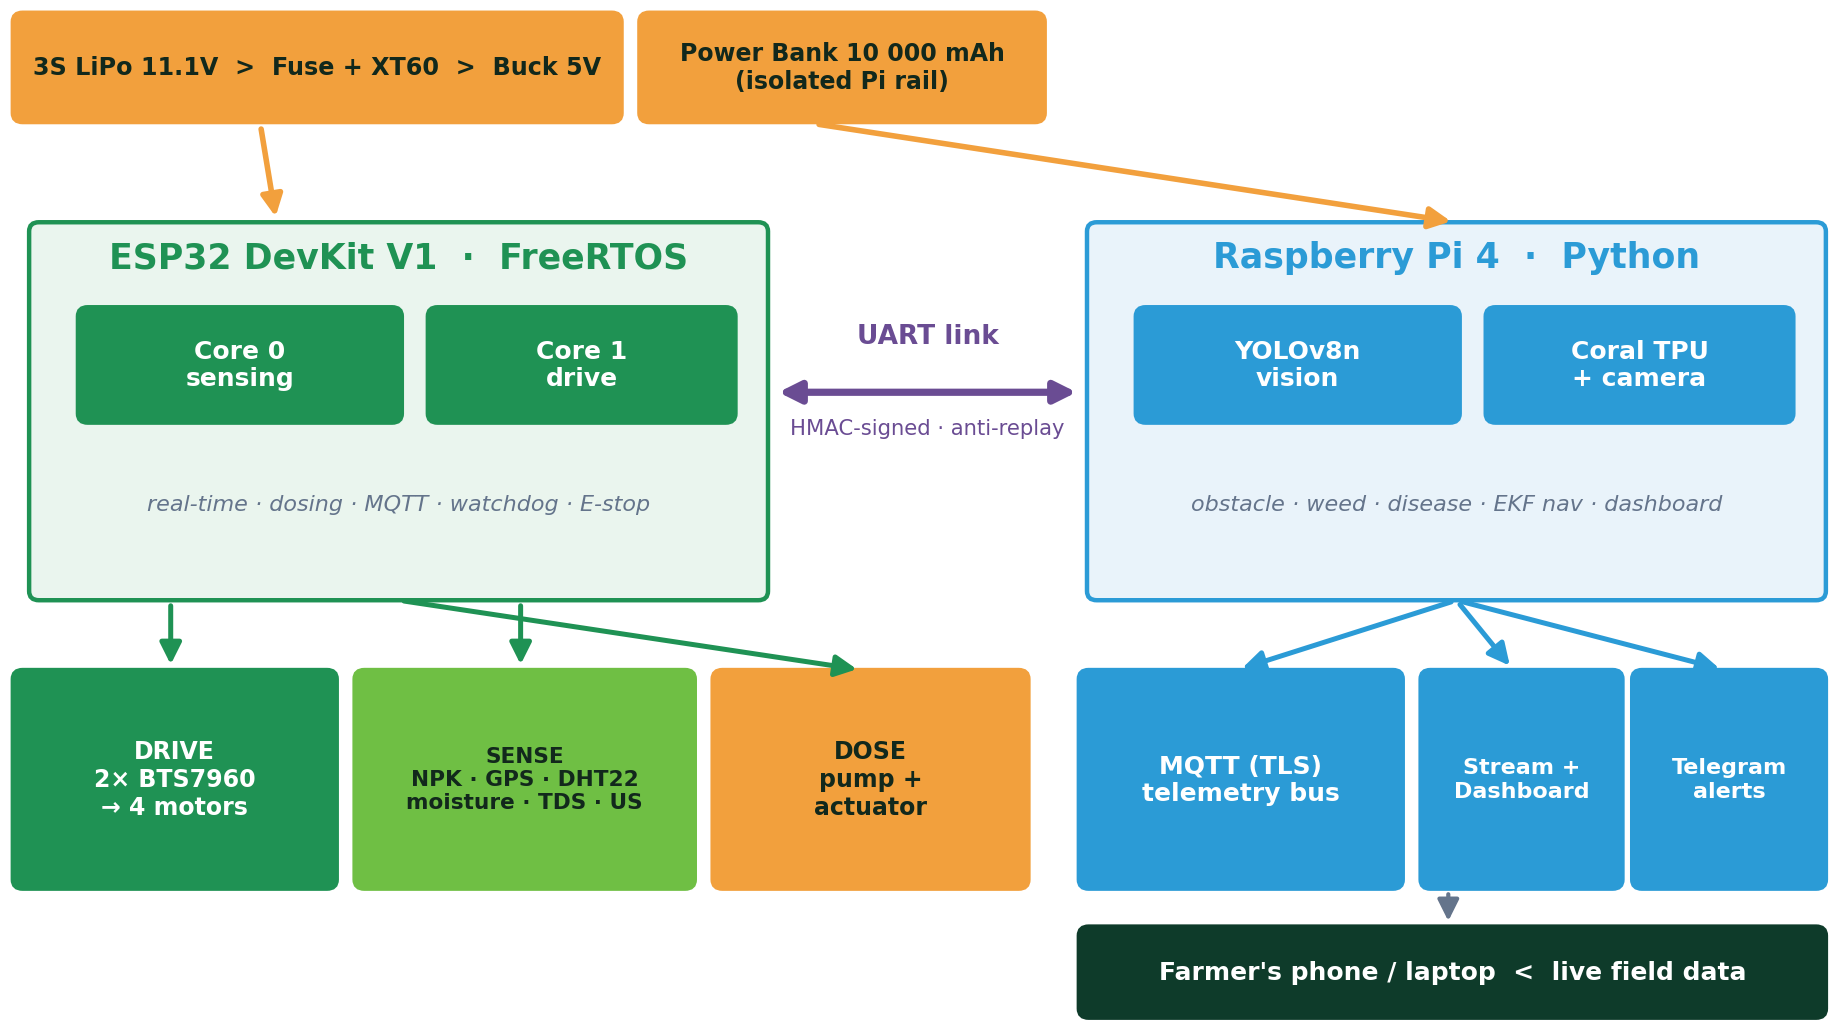 3S LiPo 11.1V > Fuse + XT60 > Buck 5V
Power Bank 10 000 mAh
(isolated Pi rail)
ESP32 DevKit V1 · FreeRTOS
Core 0
sensing
Core 1
drive
real-time · dosing · MQTT · watchdog · E-stop
UART link
HMAC-signed · anti-replay
Raspberry Pi 4 · Python
YOLOv8n
vision
Coral TPU
+ camera
obstacle · weed · disease · EKF nav · dashboard
DRIVE
2× BTS7960
→ 4 motors
SENSE
NPK · GPS · DHT22
moisture · TDS · US
DOSE
pump +
actuator
MQTT (TLS)
telemetry bus
Stream +
Dashboard
Telegram
alerts
Farmer's phone / laptop < live field data